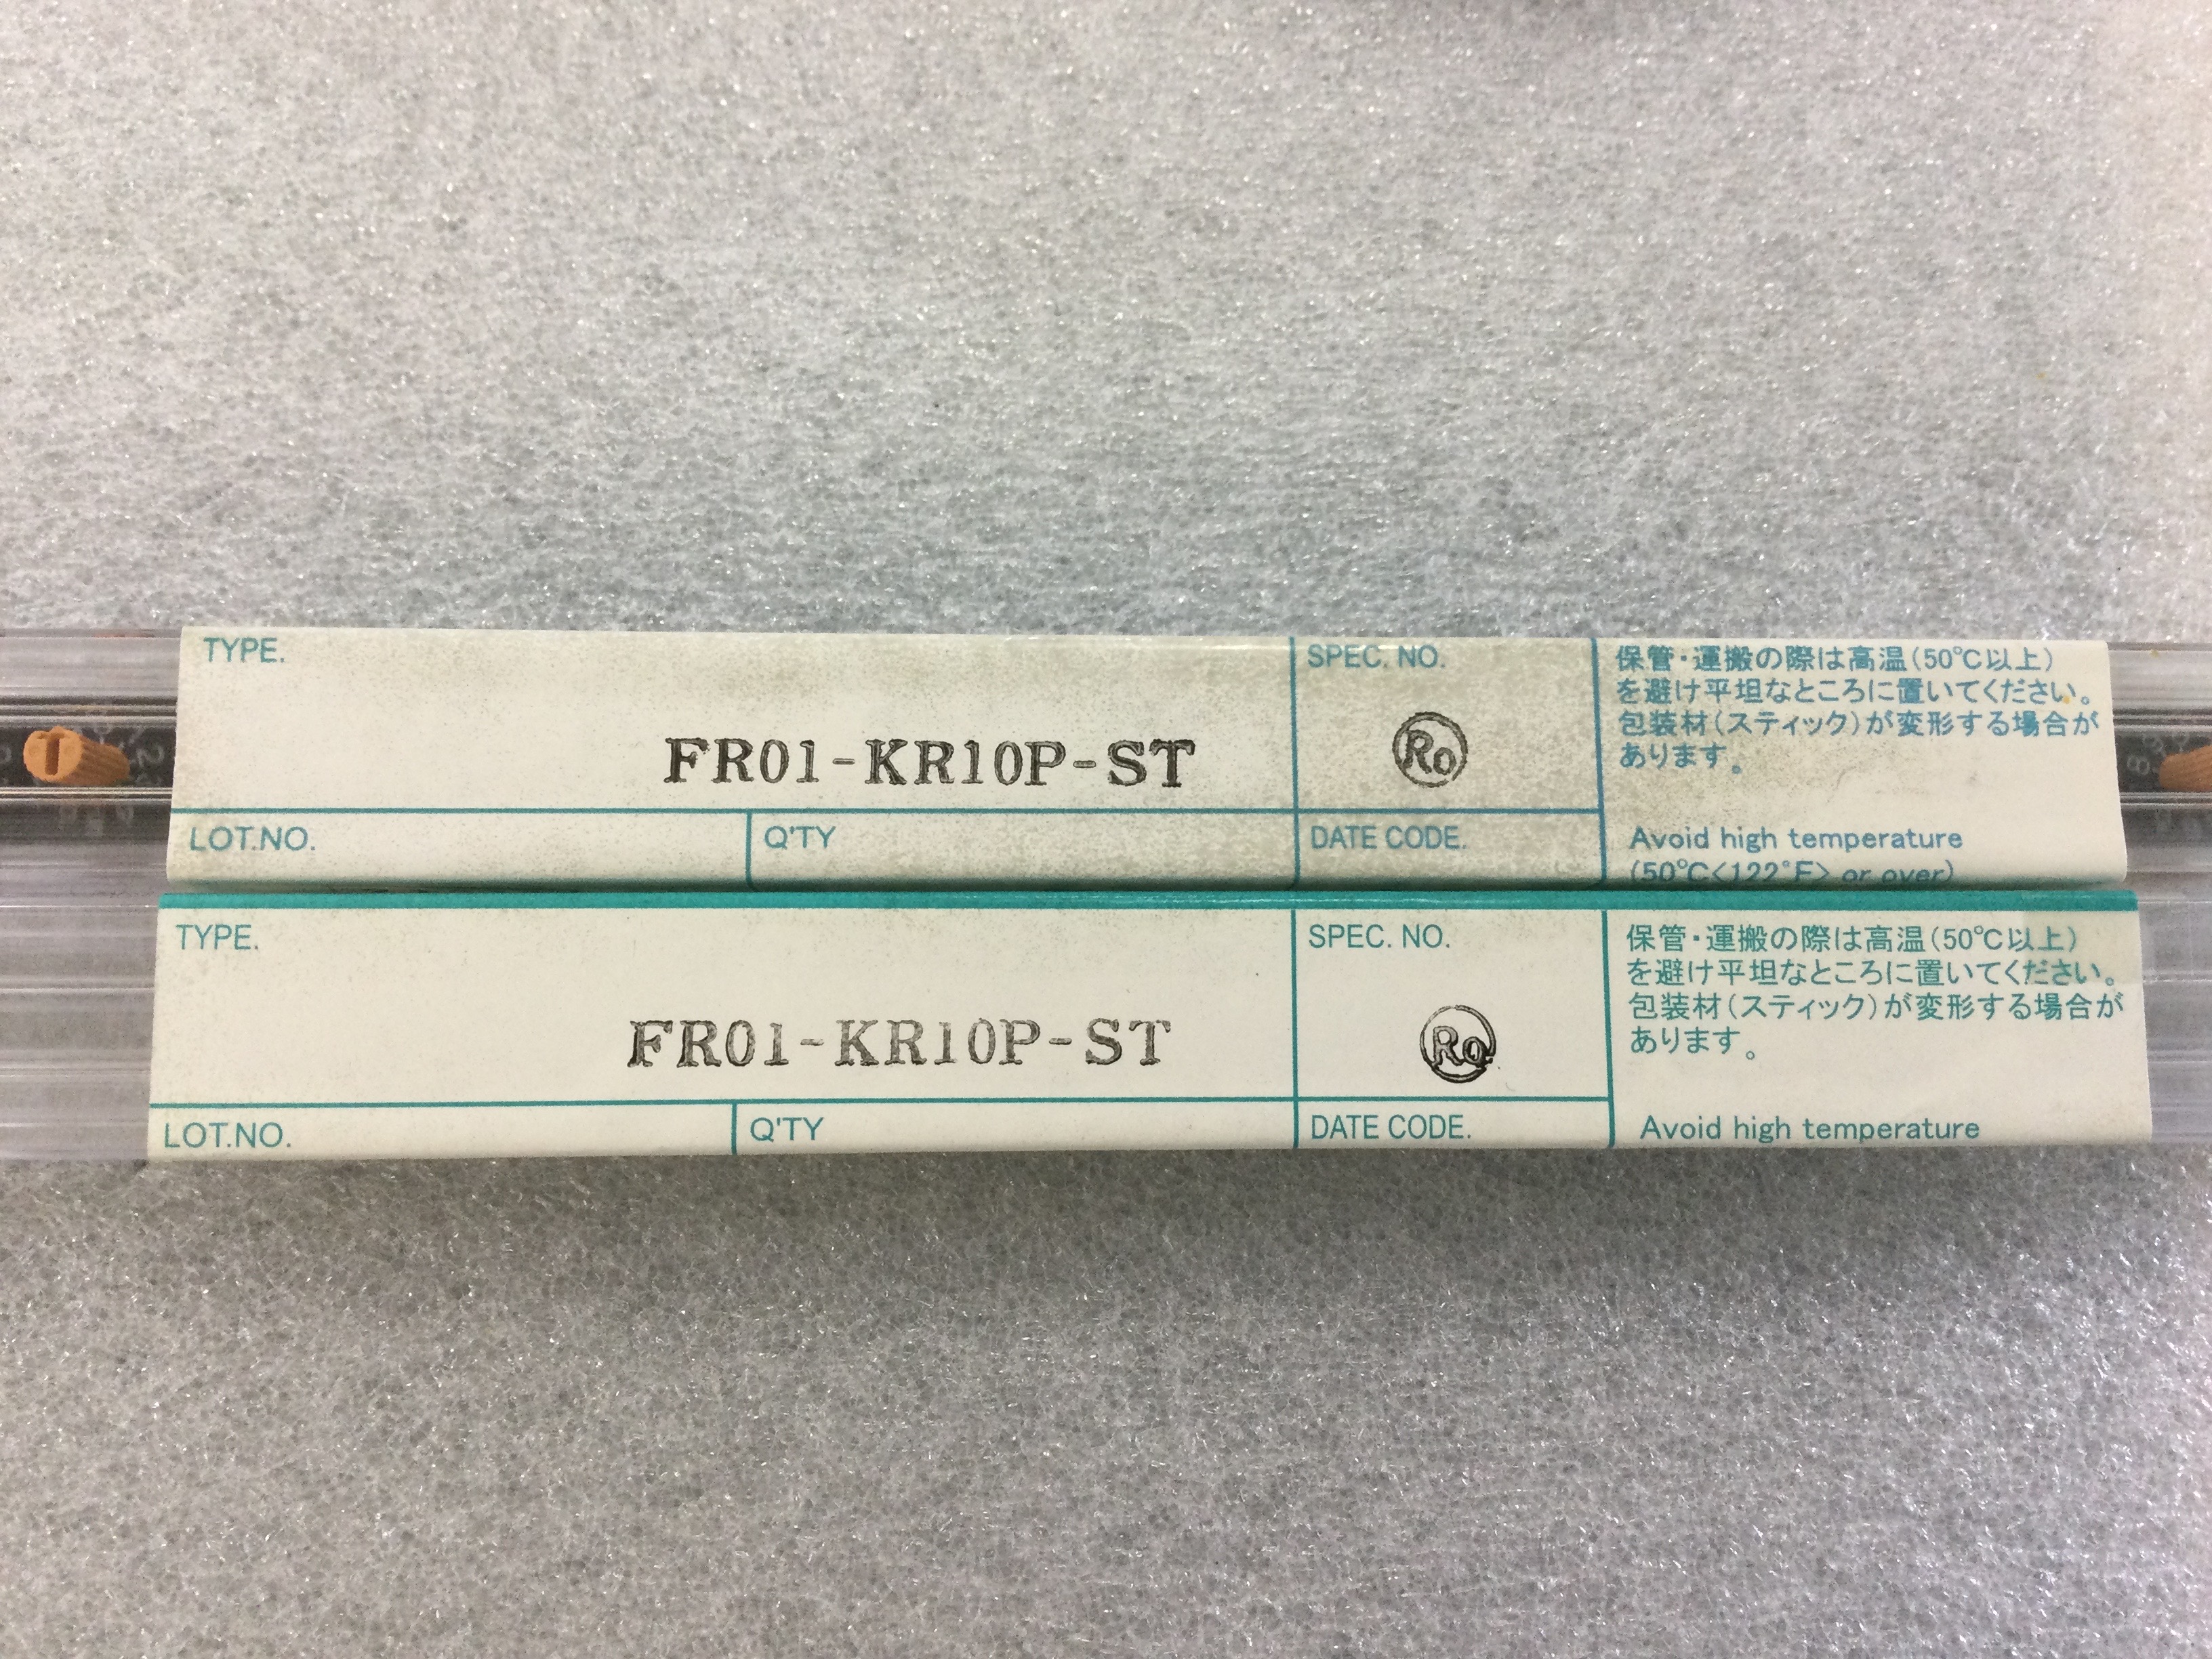 TYPE.
FR01-KR10P-ST
SPEC. NO.
Ro
保管・運搬の際は高温(50℃以上)
を避け平坦なところに置いてください。
包装材(スティック)が変形する場合が
あります。
LOT.NO.
Q'TY
DATE CODE.
Avoid high temperature
(50℃<122°F> or over)
TYPE.
FR01-KR10P-ST
SPEC. NO.
Ro
保管・運搬の際は高温(50℃以上)
を避け平坦なところに置いてください。
包装材(スティック)が変形する場合が
あります。
LOT.NO.
Q'TY
DATE CODE.
Avoid high temperature